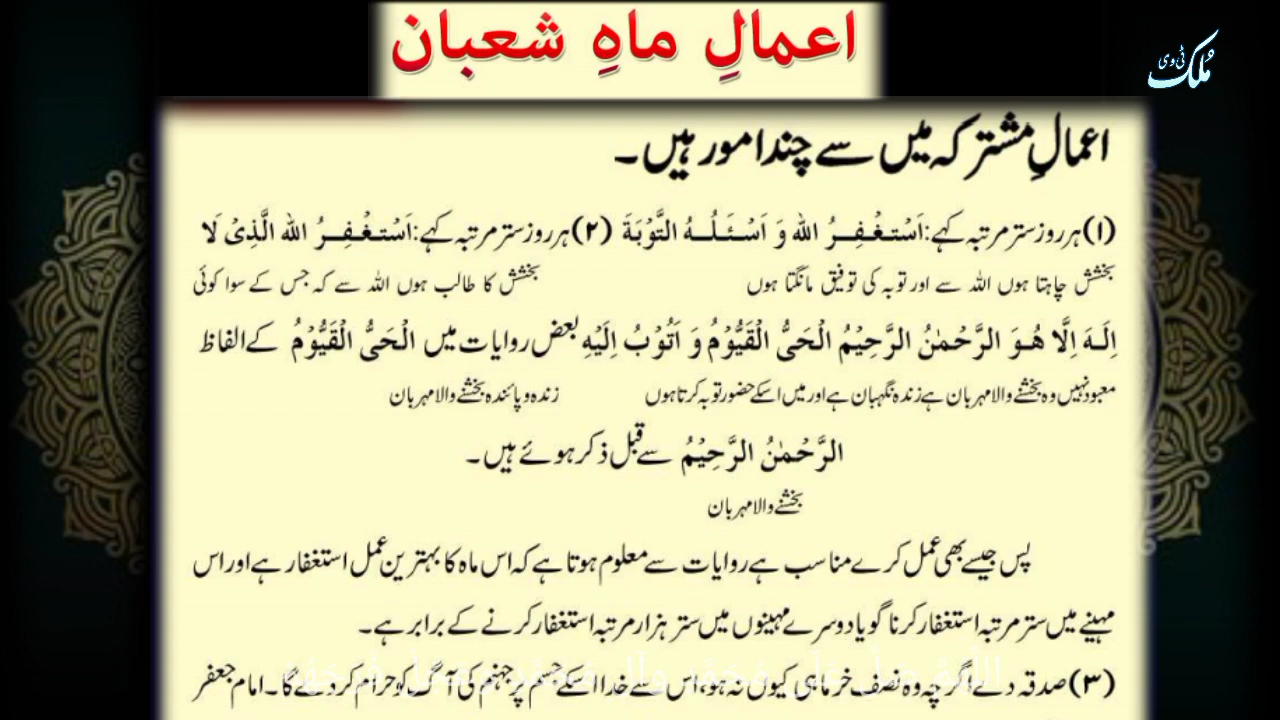 اعمالِ ماہِ شعبان
مُلک ٹی وی
اعمالِ مشترکہ میں سے چند امور ہیں۔
(۱) ہر روز ستر مرتبہ کہے: اَسْتَغْفِرُ اللّٰهَ وَ اَسْئَلُهُ التَّوْبَةَ (۲) ہر روز ستر مرتبہ کہے: اَسْتَغْفِرُ اللّٰهَ الَّذِیْ لَا
بخشش چاہتا ہوں اللہ سے اور توبہ کی توفیق مانگتا ہوں بخشش کا طالب ہوں اللہ سے کہ جس کے سوا کوئی
اِلٰهَ اِلَّا هُوَ الرَّحْمٰنُ الرَّحِیْمُ الْحَیُّ الْقَیُّوْمُ وَ اَتُوْبُ اِلَیْهِ بعض روایات میں الْحَیُّ الْقَیُّوْمُ کے الفاظ
معبود نہیں وہ بخشنے والا مہربان ہے زندہ نگہبان ہے اور میں اسکے حضور توبہ کرتا ہوں زندہ و پائندہ بخشنے والا مہربان
الرَّحْمٰنُ الرَّحِیْمُ سے قبل ذکر ہوئے ہیں۔
بخشنے والا مہربان
پس جیسے بھی عمل کرے مناسب ہے روایات سے معلوم ہوتا ہے کہ اس ماہ کا بہترین عمل استغفار ہے اور اس
مہینے میں ستر مرتبہ استغفار کرنا گویا دوسرے مہینوں میں ستر ہزار مرتبہ استغفار کرنے کے برابر ہے۔
(۳) صدقہ دے اگرچہ وہ نصف خرما ہی کیوں نہ ہو، اس سے خدا اسکے جسم پر جہنم کی آگ کو حرام کر دے گا۔ امام جعفر